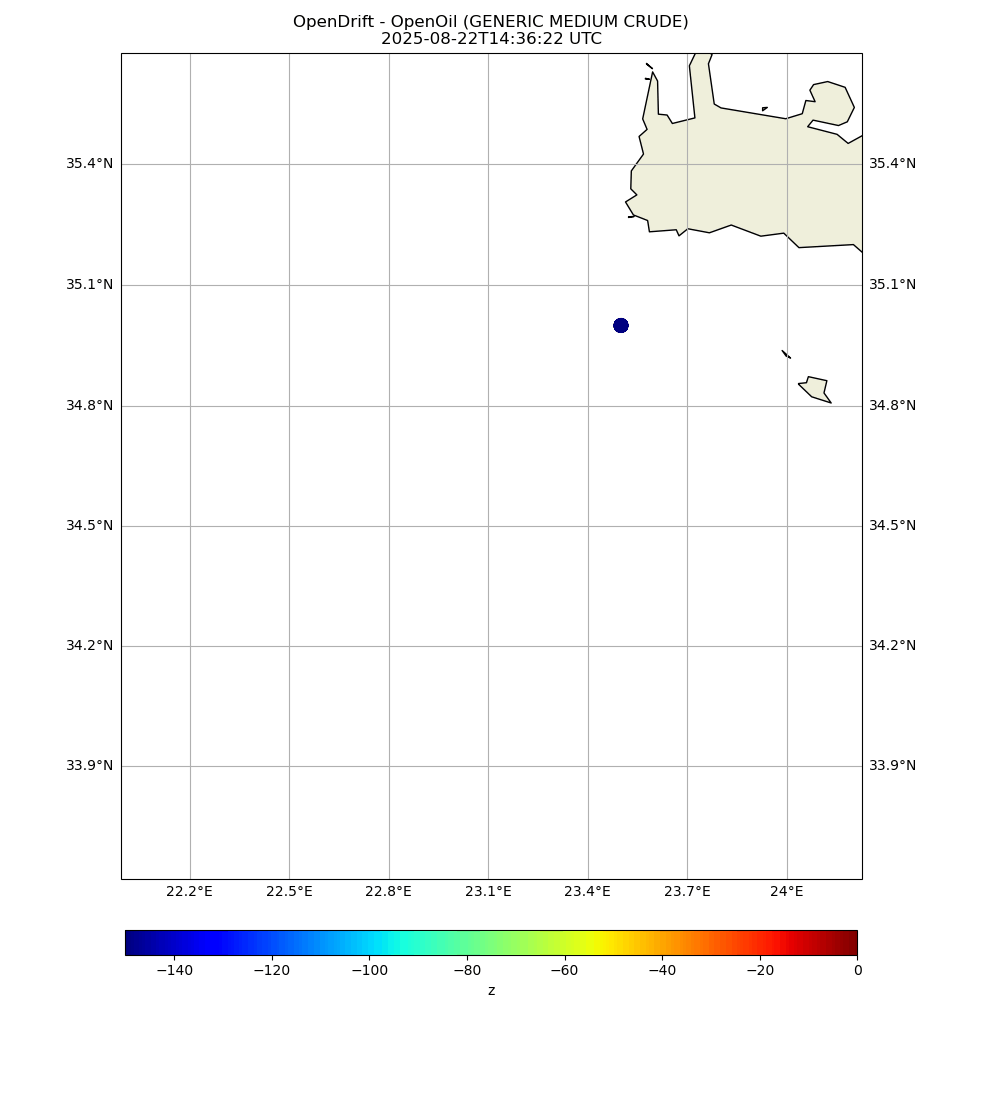 OpenDrift - OpenOil (GENERIC MEDIUM CRUDE)
2025-08-22T14:36:22 UTC
35.4°N 35.4°N
35.1°N 35.1°N
34.8°N 34.8°N
34.5°N 34.5°N
34.2°N 34.2°N
33.9°N 33.9°N
22.2°E 22.5°E 22.8°E 23.1°E 23.4°E 23.7°E 24°E
−140 −120 −100 −80 −60 −40 −20 0
z